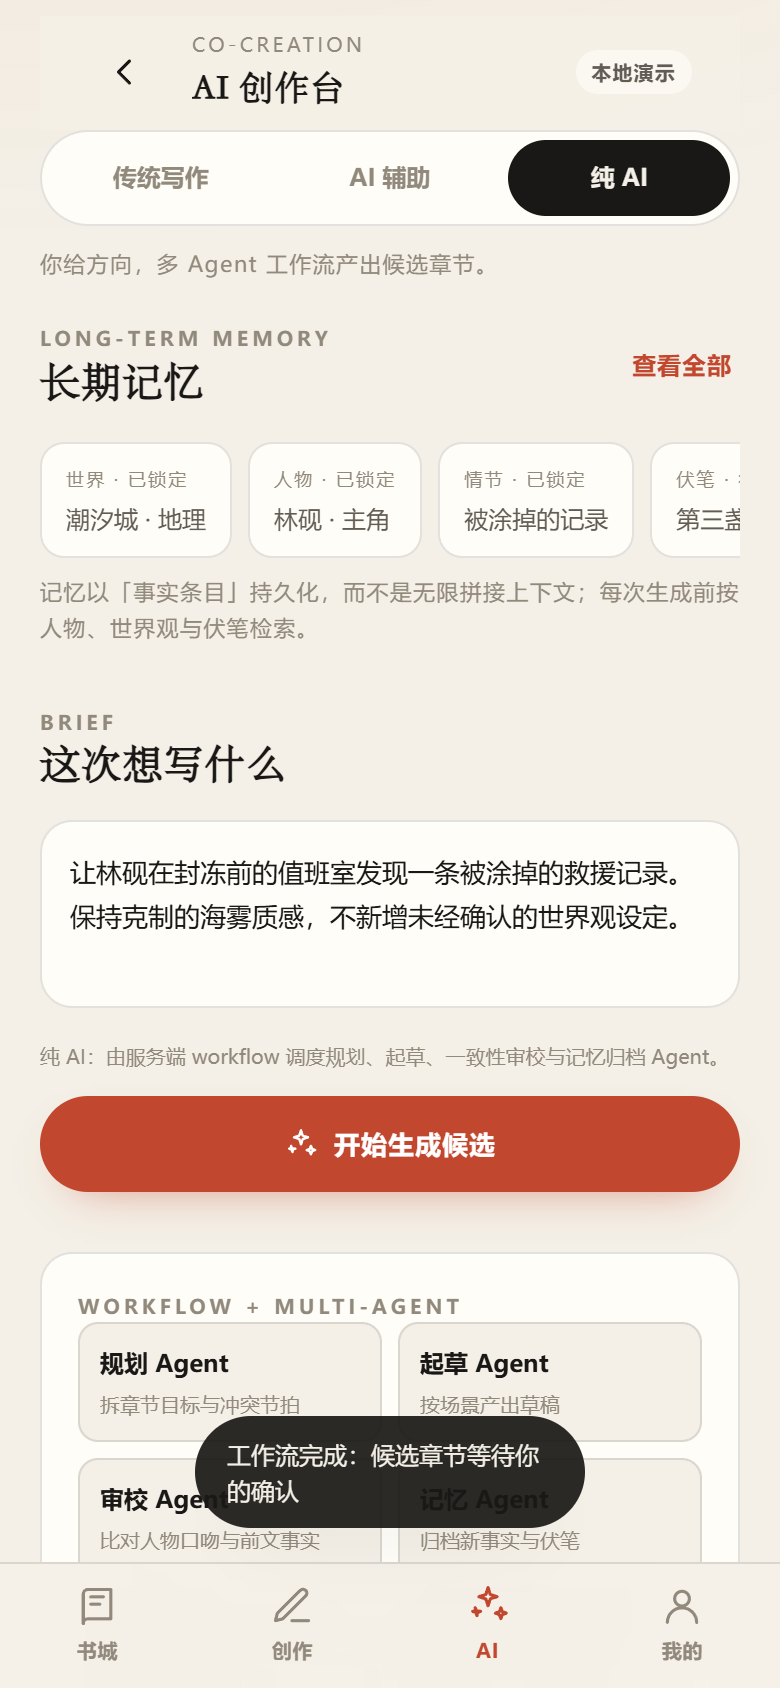 CO-CREATION
AI 创作台
本地演示
传统写作
AI 辅助
纯 AI
你给方向，多 Agent 工作流产出候选章节。
LONG-TERM MEMORY
长期记忆
查看全部
世界 · 已锁定
潮汐城 · 地理
人物 · 已锁定
林砚 · 主角
情节 · 已锁定
被涂掉的记录
伏笔 ·
第三盏
记忆以「事实条目」持久化，而不是无限拼接上下文；每次生成前按
人物、世界观与伏笔检索。
BRIEF
这次想写什么
让林砚在封冻前的值班室发现一条被涂掉的救援记录。
保持克制的海雾质感，不新增未经确认的世界观设定。
纯 AI：由服务端 workflow 调度规划、起草、一致性审校与记忆归档 Agent。
开始生成候选
WORKFLOW + MULTI-AGENT
规划 Agent
拆章节目标与冲突节拍
起草 Agent
按场景产出草稿
工作流完成：候选章节等待你
的确认
审校 Agent
比对人物口吻与前文事实
记忆 Agent
归档新事实与伏笔
书城
创作
AI
我的